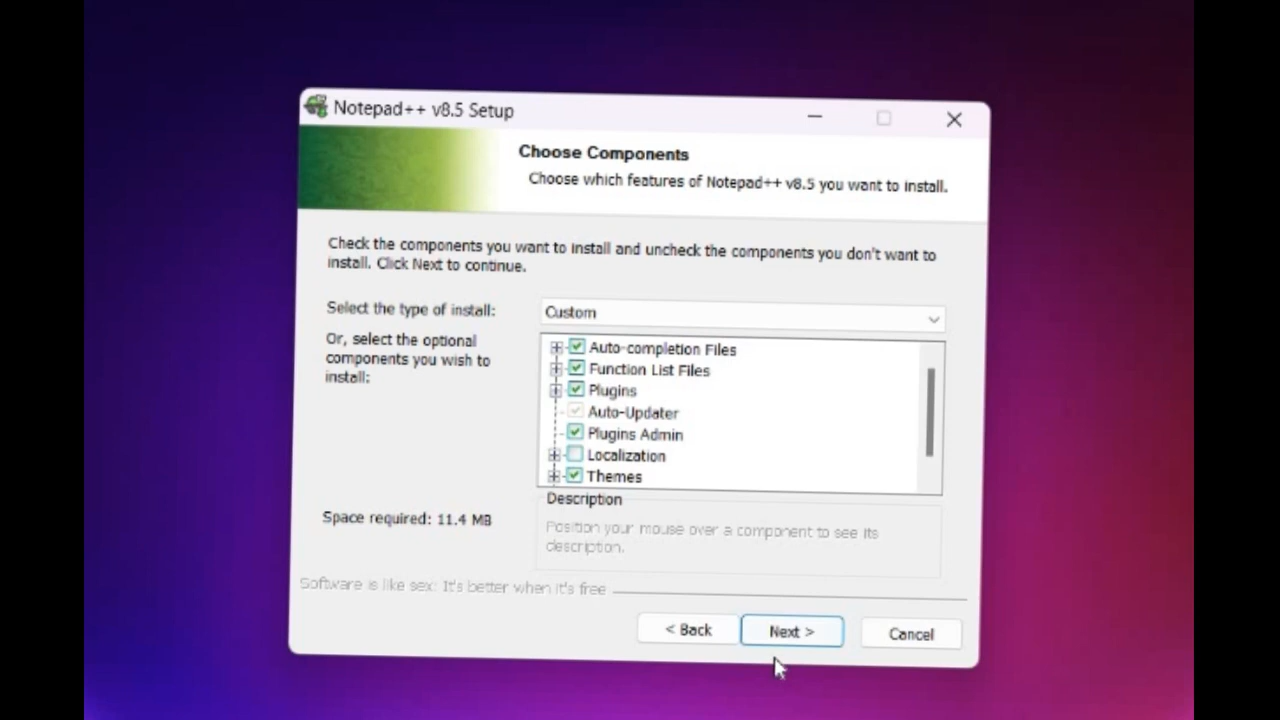 Notepad++ v8.5 Setup
Choose Components
Choose which features of Notepad++ v8.5 you want to install.
Check the components you want to install and uncheck the components you don't want to
install. Click Next to continue.
Select the type of install:
Custom
Or, select the optional
components you wish to
install:
Auto-completion Files
Function List Files
Plugins
Auto-Updater
Plugins Admin
Localization
Themes
Space required: 11.4 MB
Description
Position your mouse over a component to see its
description.
Software is like sex: It's better when it's free
< Back
Next >
Cancel